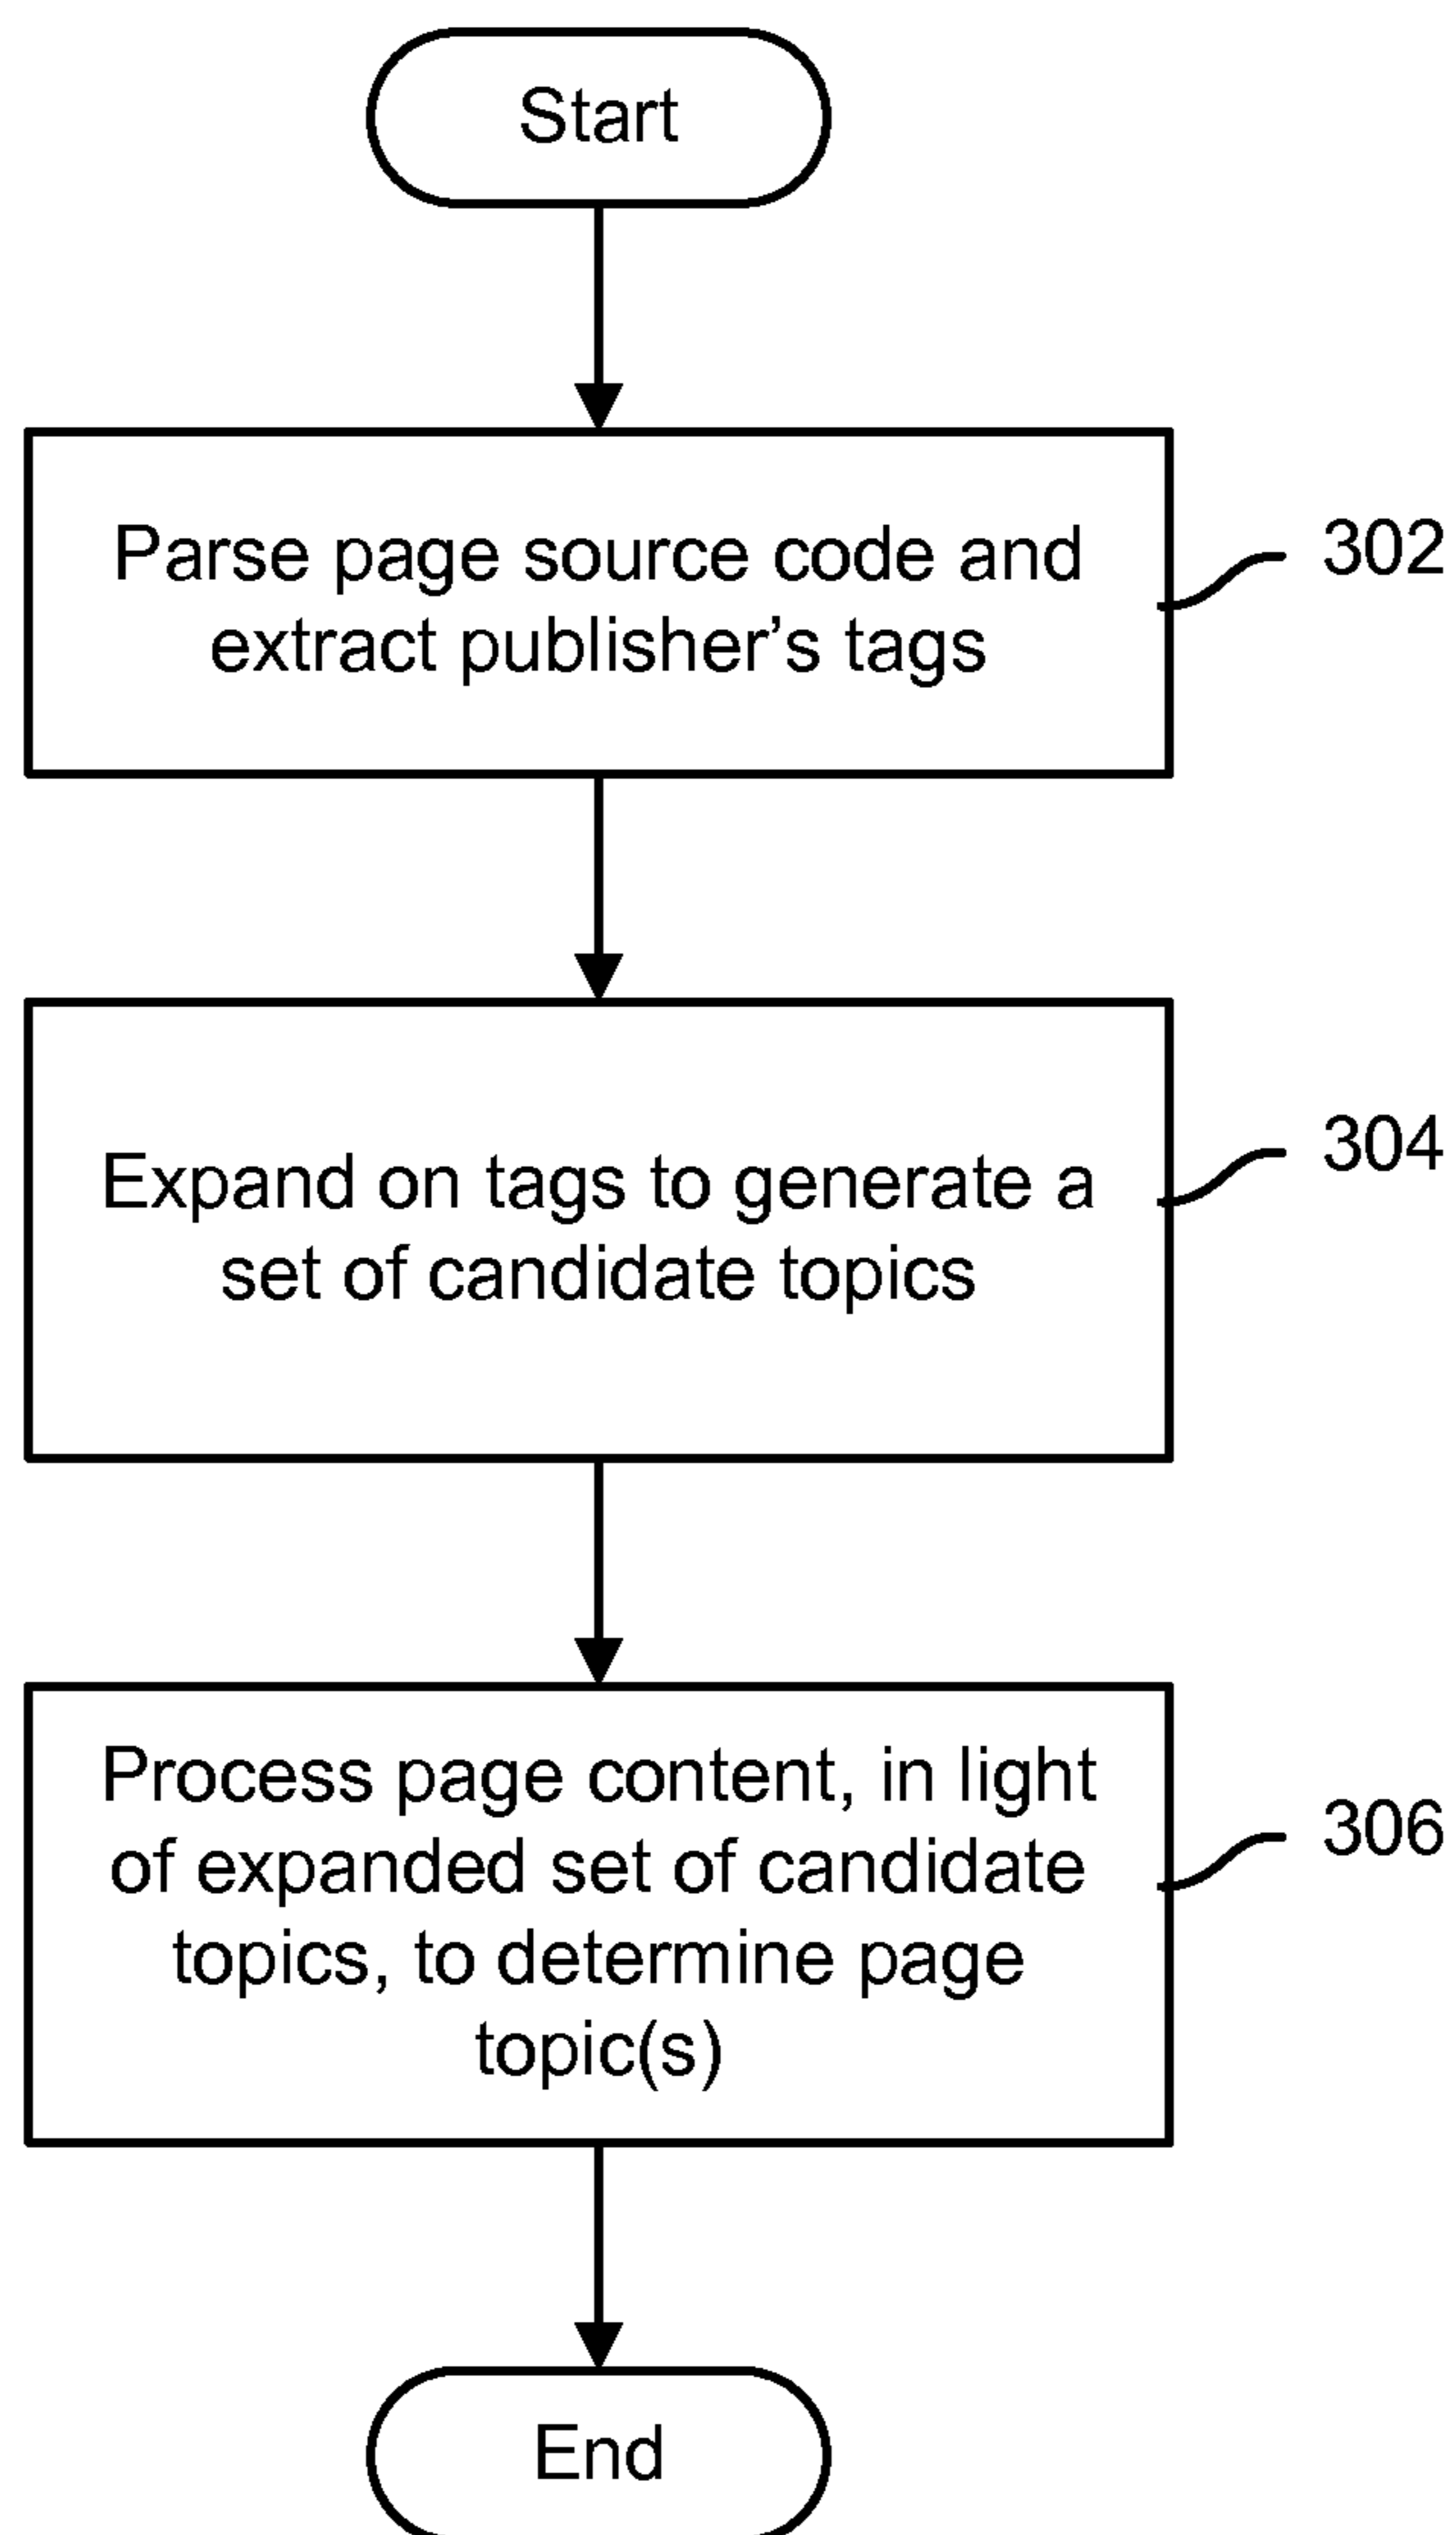 Start
Parse page source code and
extract publisher’s tags
302
Expand on tags to generate a
set of candidate topics
304
Process page content, in light
of expanded set of candidate
topics, to determine page
topic(s)
306
End